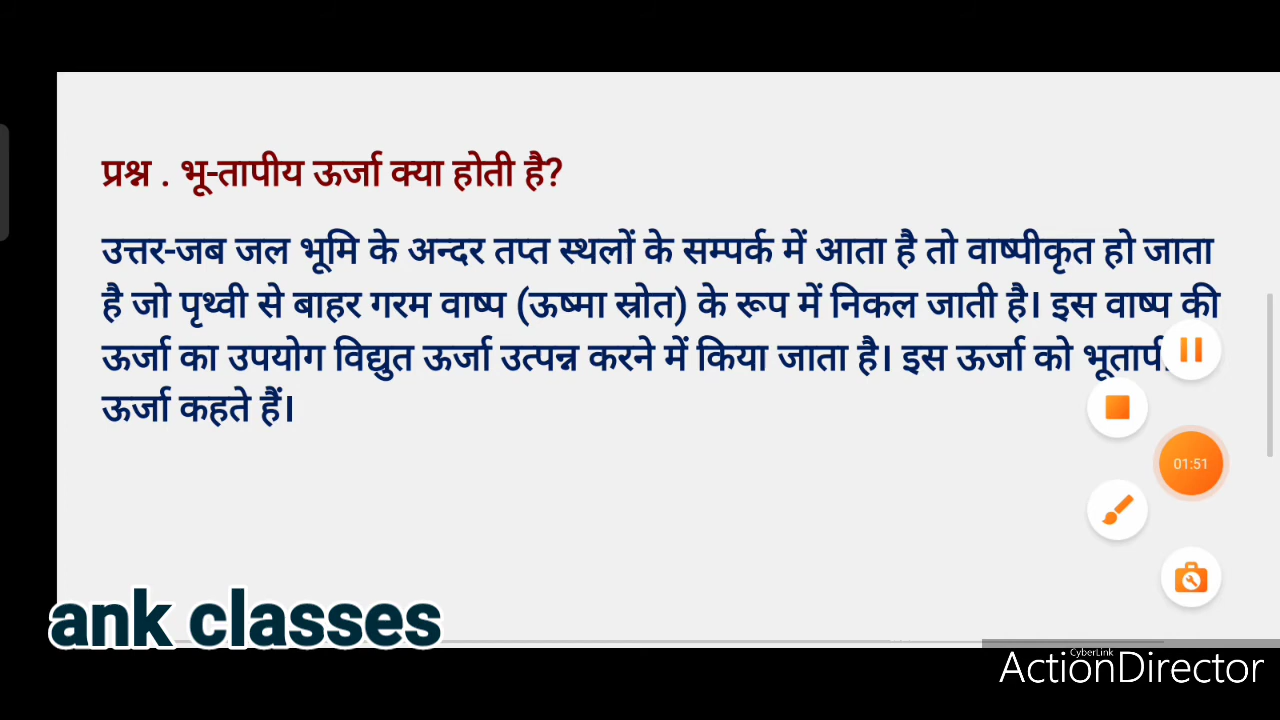 प्रश्न . भू-तापीय ऊर्जा क्या होती है?
उत्तर-जब जल भूमि के अन्दर तप्त स्थलों के सम्पर्क में आता है तो वाष्पीकृत हो जाता
है जो पृथ्वी से बाहर गरम वाष्प (ऊष्मा स्रोत) के रूप में निकल जाती है। इस वाष्प की
ऊर्जा का उपयोग विद्युत ऊर्जा उत्पन्न करने में किया जाता है। इस ऊर्जा को
ऊर्जा कहते हैं।
01:51
ank classes
CyberLink
ActionDirector